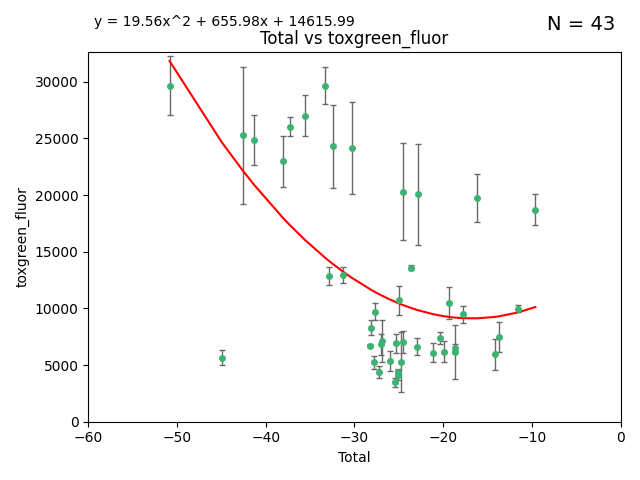 y = 19.56x^2 + 655.98x + 14615.99
N = 43
Total vs toxgreen_fluor
30000
25000
20000
15000
10000
5000
0
toxgreen_fluor
−60 −50 −40 −30 −20 −10 0
Total